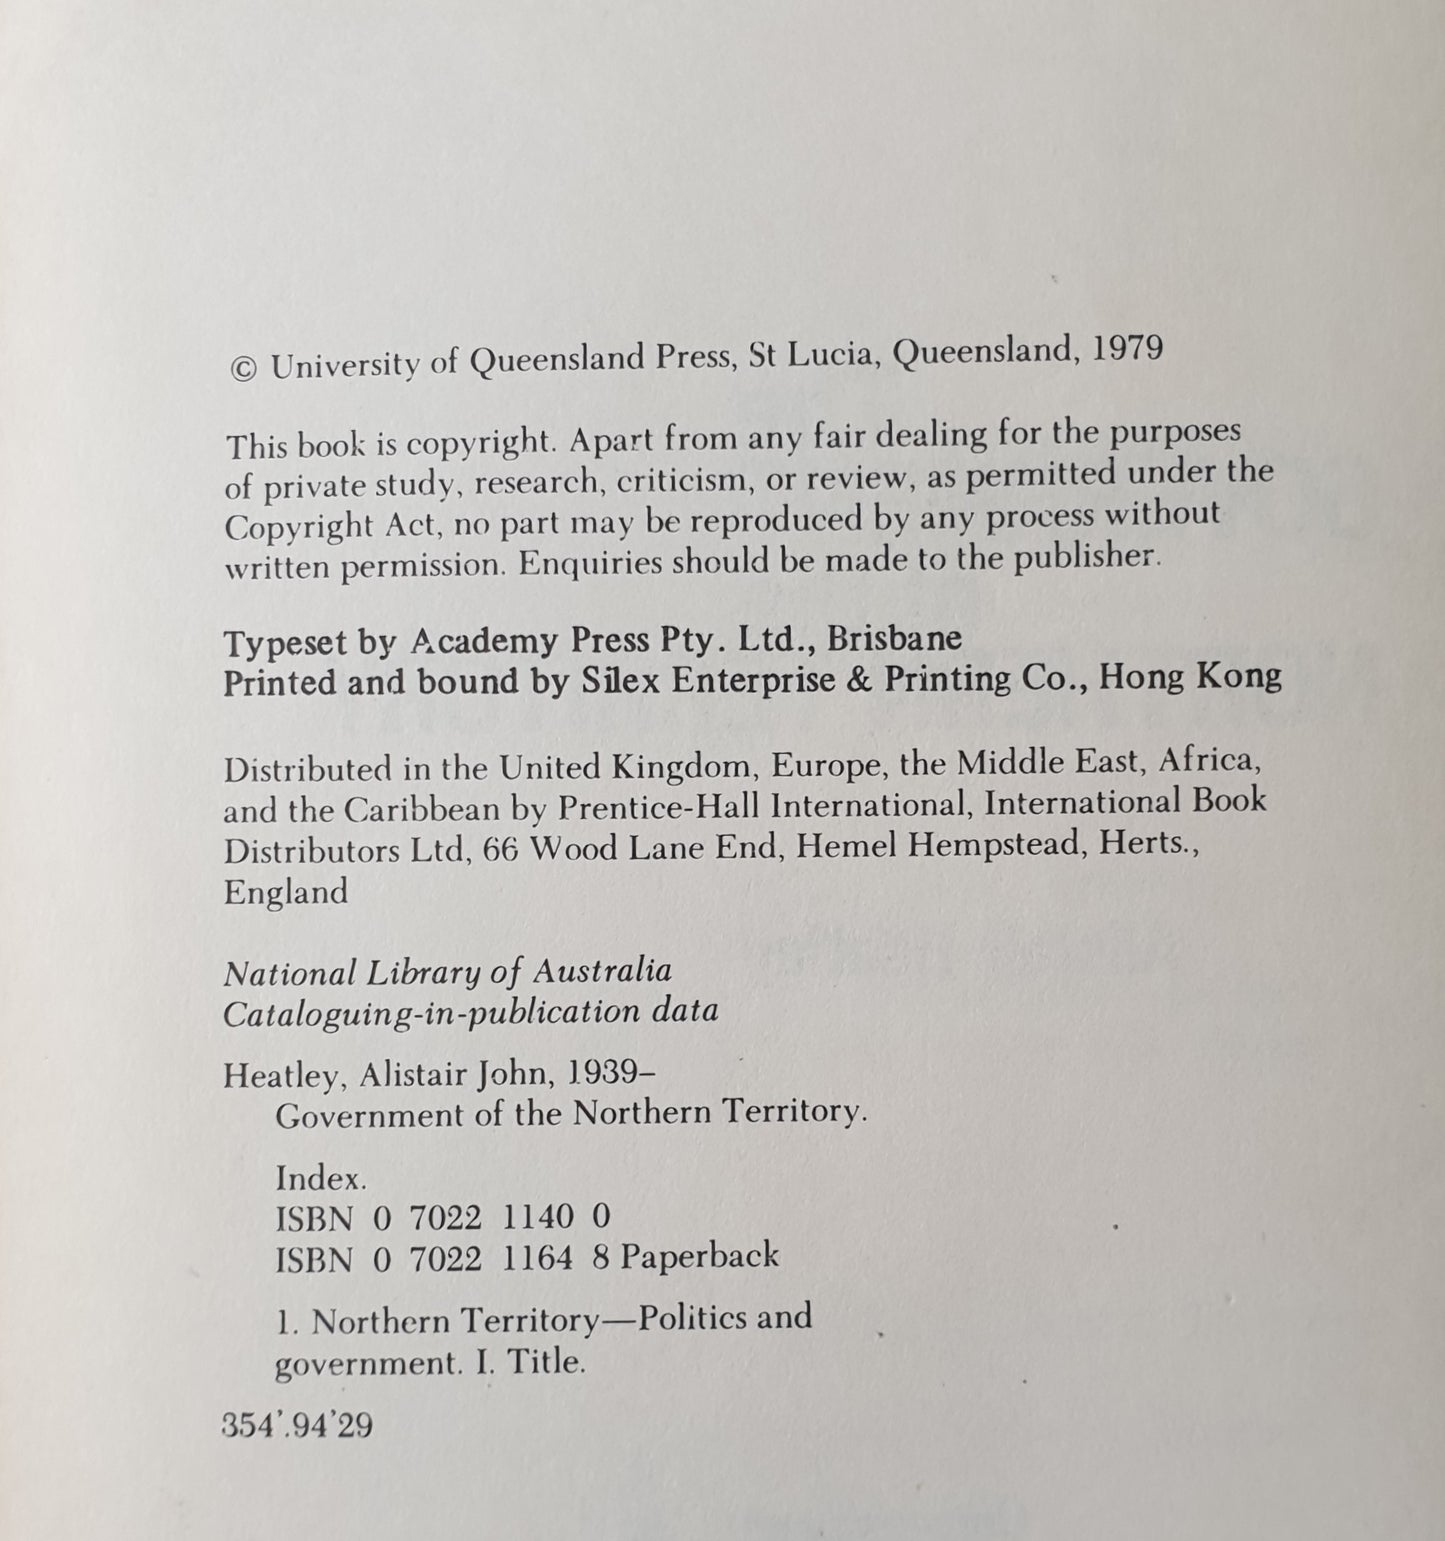 © University of Queensland Press, St Lucia, Queensland, 1979
This book is copyright. Apart from any fair dealing for the purposes
of private study, research, criticism, or review, as permitted under the
Copyright Act, no part may be reproduced by any process without
written permission. Enquiries should be made to the publisher.
Typeset by Academy Press Pty. Ltd., Brisbane
Printed and bound by Silex Enterprise & Printing Co., Hong Kong
Distributed in the United Kingdom, Europe, the Middle East, Africa,
and the Caribbean by Prentice-Hall International, International Book
Distributors Ltd, 66 Wood Lane End, Hemel Hempstead, Herts.,
England
National Library of Australia
Cataloguing-in-publication data
Heatley, Alistair John, 1939–
Government of the Northern Territory.
Index.
ISBN 0 7022 1140 0
ISBN 0 7022 1164 8 Paperback
1. Northern Territory—Politics and
government. I. Title.
354’.94’29